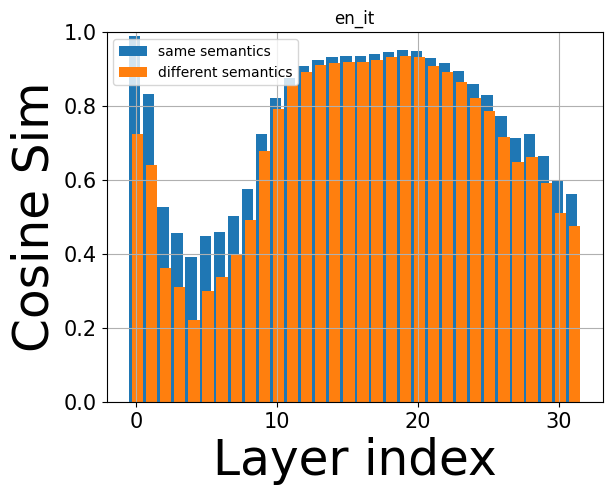 en_it
same semantics
different semantics
Cosine Sim
1.0
0.8
0.6
0.4
0.2
0.0
0 10 20 30
Layer index